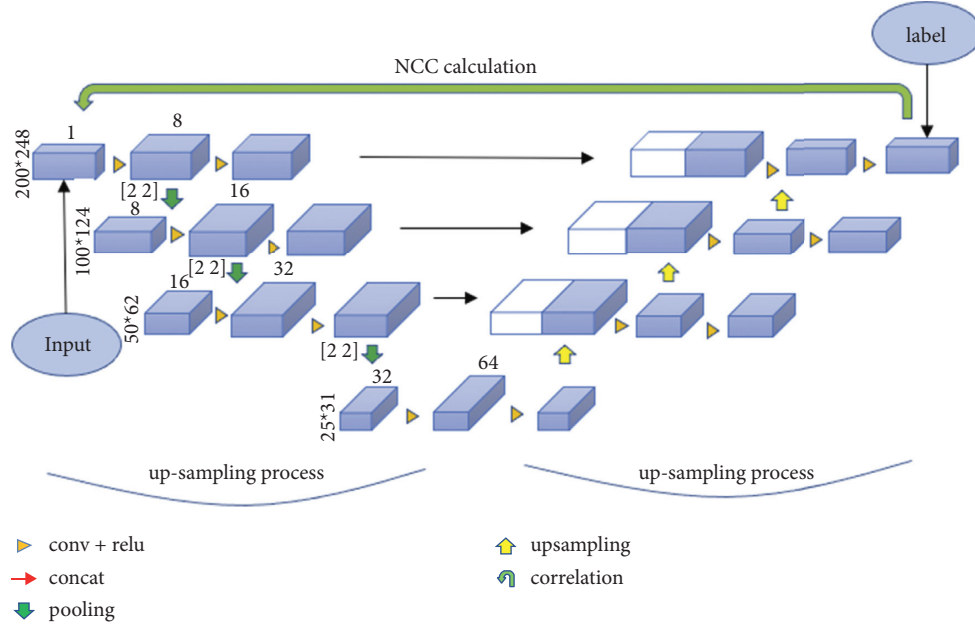 label
NCC calculation
1
8
200*248
[2 2]
16
8
100*124
[2 2]
32
16
50*62
Input
[2 2]
32
64
25*31
up-sampling process
up-sampling process
conv + relu
upsampling
concat
correlation
pooling